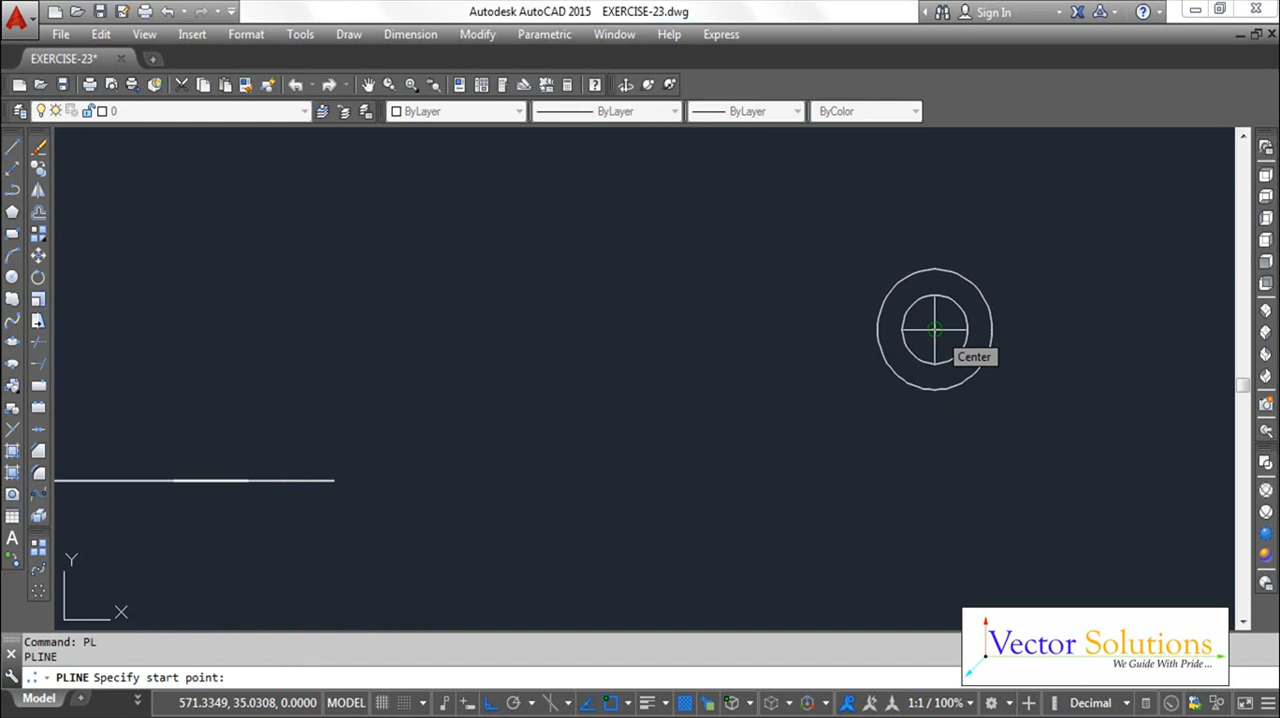 Autodesk AutoCAD 2015 EXERCISE-23.dwg
Sign In
File Edit View Insert Format Tools Draw Dimension Modify Parametric Window Help Express
EXERCISE-23*
0 ByLayer ByLayer ByLayer ByColor
Center
Y
X
A
Command: PL
PLINE
PLINE Specify start point:
Vector Solutions
We Guide With Pride...
Model
571.3349, 35.0308, 0.0000 MODEL 1:1 / 100% Decimal